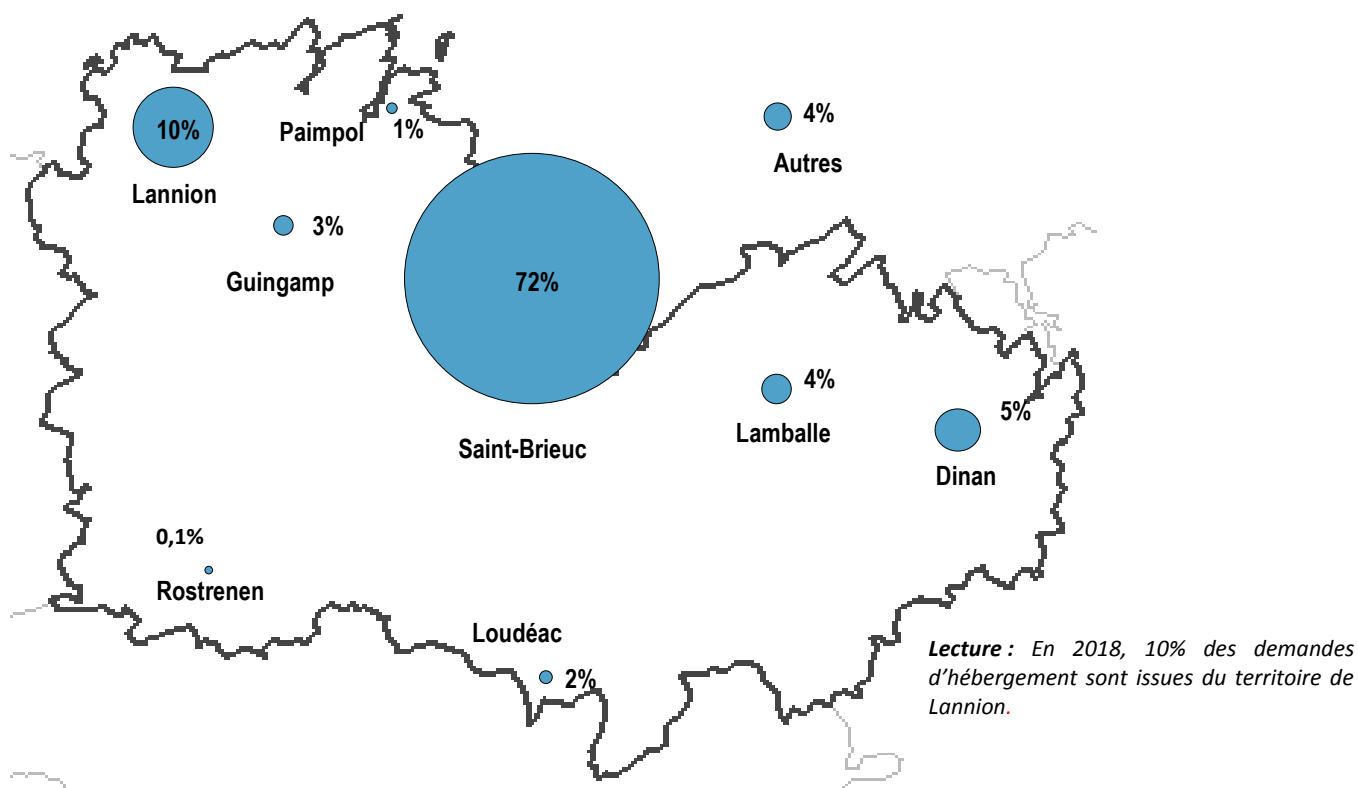 10%
Lannion
Paimpol
1%
4%
Autres
3%
Guingamp
72%
Saint-Brieuc
4%
Lamballe
5%
Dinan
0,1%
Rostrenen
Loudéac
2%
Lecture : En 2018, 10% des demandes
d’hébergement sont issues du territoire de
Lannion.